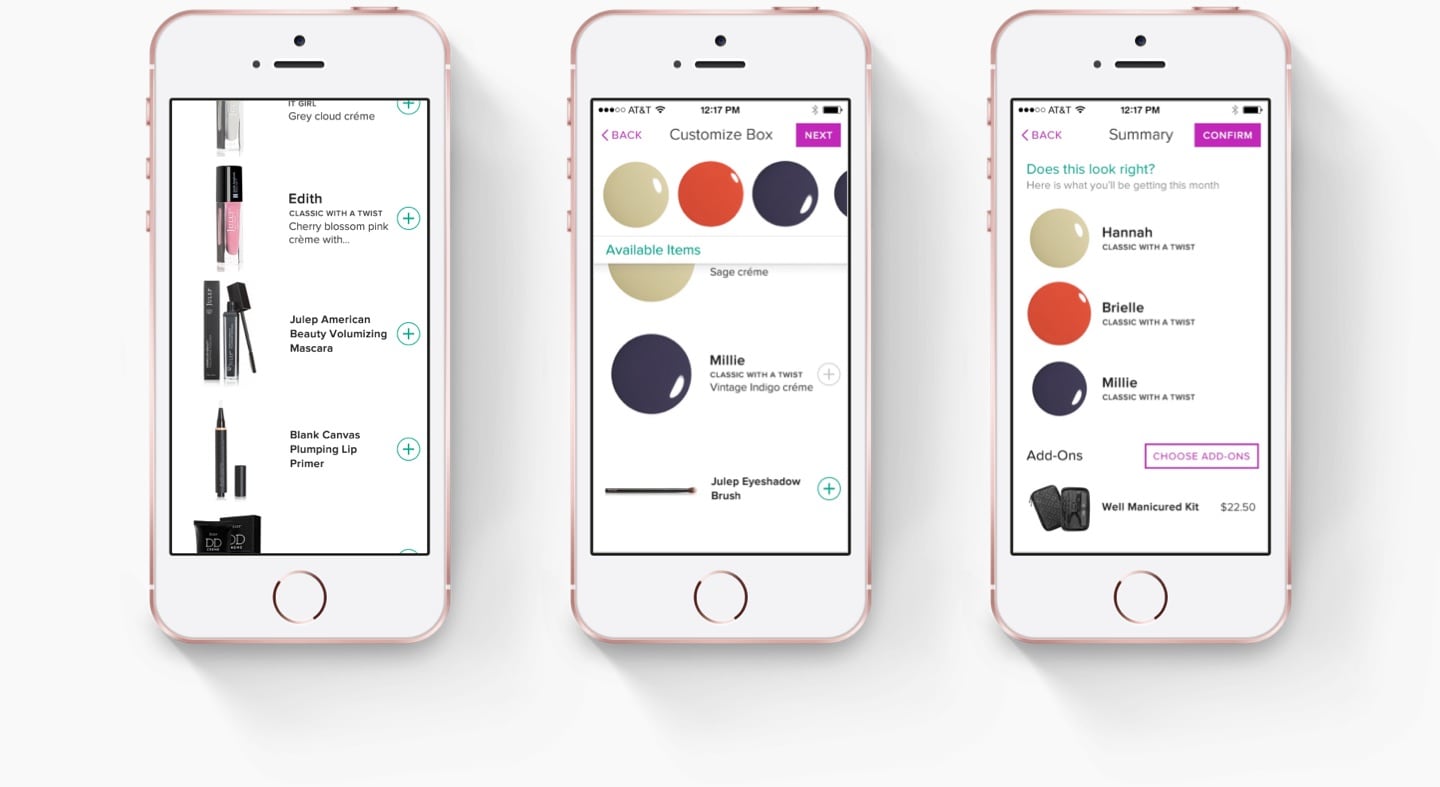 IT GIRL
Grey cloud créme
Edith
CLASSIC WITH A TWIST
Cherry blossom pink
crème with...
JULEP
Julep American
Beauty Volumizing
Mascara
Blank Canvas
Plumping Lip
Primer
DD
DD
CRÈME
●●●○○ AT&T 12:17 PM
BACK Customize Box NEXT
Available Items
Sage créme
Millie
CLASSIC WITH A TWIST
Vintage Indigo créme
Julep Eyeshadow
Brush
●●●○○ AT&T 12:17 PM
BACK Summary CONFIRM
Does this look right?
Here is what you'll be getting this month
Hannah
CLASSIC WITH A TWIST
Brielle
CLASSIC WITH A TWIST
Millie
CLASSIC WITH A TWIST
Add-Ons CHOOSE ADD-ONS
Well Manicured Kit $22.50